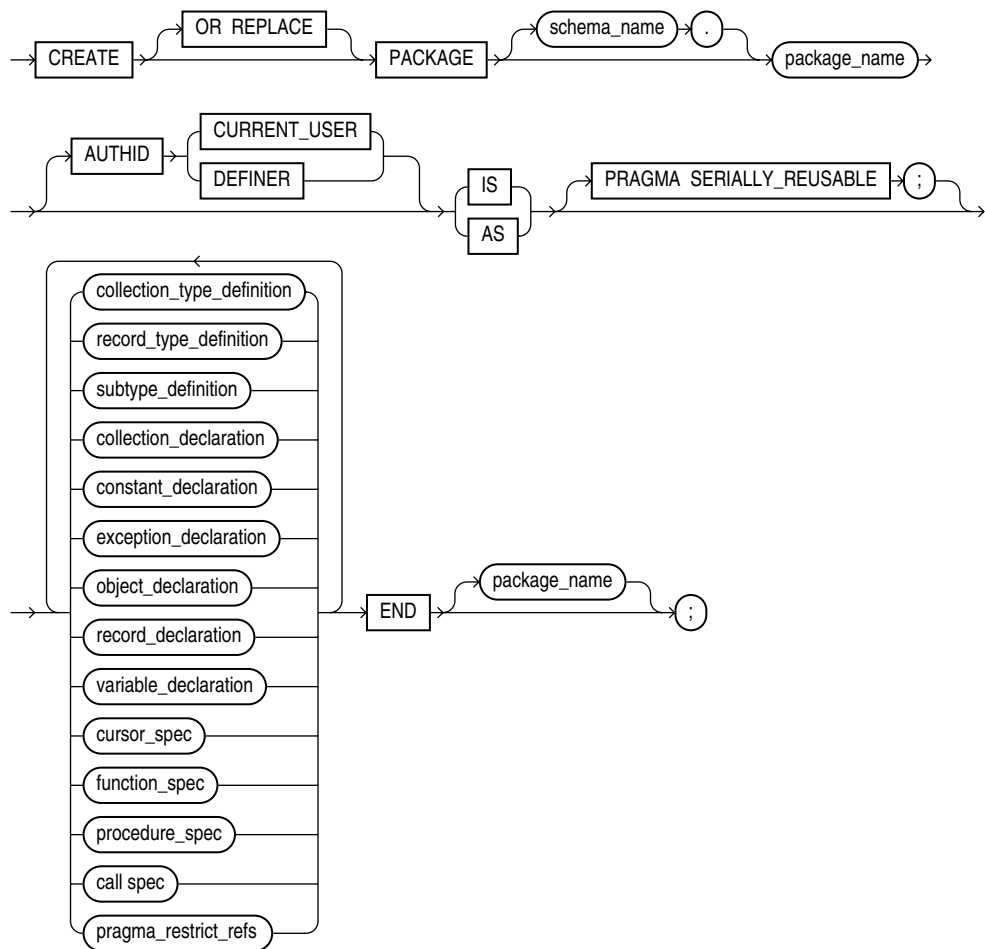 CREATE OR REPLACE PACKAGE schema_name . package_name
AUTHID CURRENT_USER DEFINER IS AS PRAGMA SERIALLY_REUSABLE ;
collection_type_definition
record_type_definition
subtype_definition
collection_declaration
constant_declaration
exception_declaration
object_declaration
record_declaration
variable_declaration
cursor_spec
function_spec
procedure_spec
call spec
pragma_restrict_refs
END package_name ;